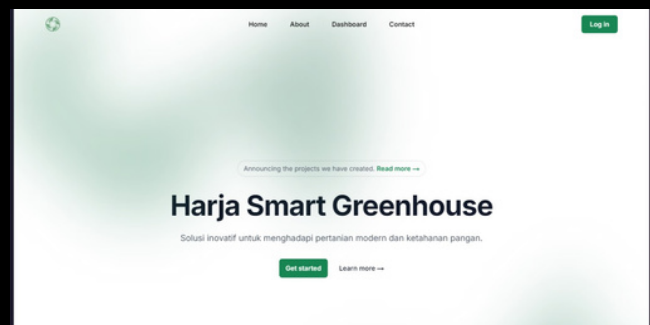 Home About Dashboard Contact Log in
Announcing the projects we have created. Read more →
Harja Smart Greenhouse
Solusi inovatif untuk menghadapi pertanian modern dan ketahanan pangan.
Get started Learn more →